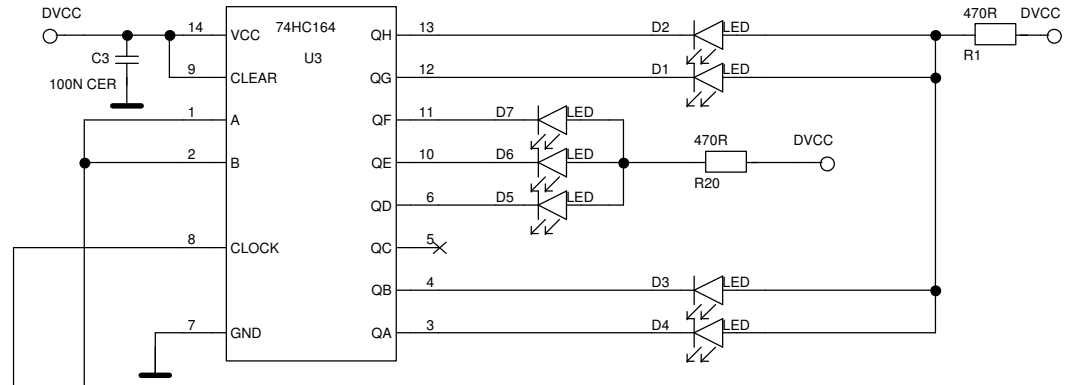 DVCC 470R DVCC
14 VCC 74HC164 QH 13 D2 LED
C3 U3 R1
9 CLEAR QG 12 D1 LED
100N CER
1 A QF 11 D7 LED
470R DVCC
2 B QE 10 D6 LED
R20
QD 6 D5 LED
8 CLOCK QC 5
QB 4 D3 LED
7 GND QA 3 D4 LED